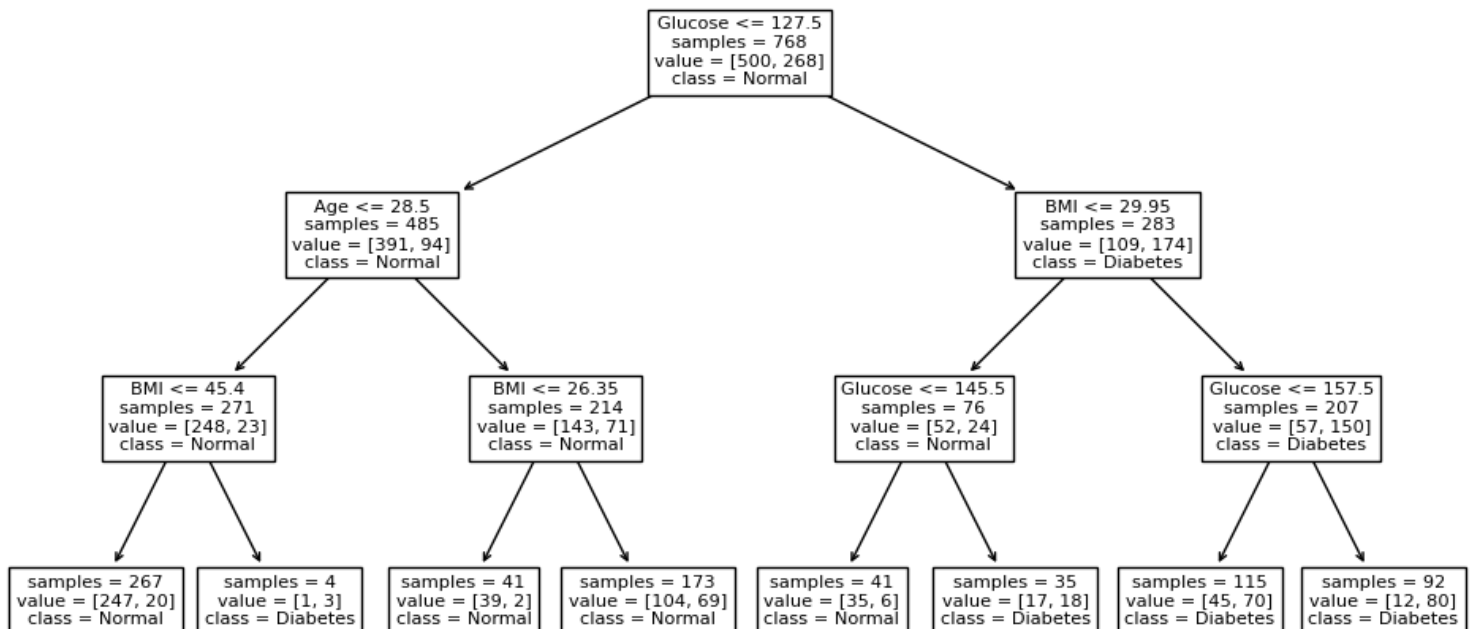 Glucose <= 127.5
samples = 768
value = [500, 268]
class = Normal
Age <= 28.5
samples = 485
value = [391, 94]
class = Normal
BMI <= 29.95
samples = 283
value = [109, 174]
class = Diabetes
BMI <= 45.4
samples = 271
value = [248, 23]
class = Normal
BMI <= 26.35
samples = 214
value = [143, 71]
class = Normal
Glucose <= 145.5
samples = 76
value = [52, 24]
class = Normal
Glucose <= 157.5
samples = 207
value = [57, 150]
class = Diabetes
samples = 267
value = [247, 20]
class = Normal
samples = 4
value = [1, 3]
class = Diabetes
samples = 41
value = [39, 2]
class = Normal
samples = 173
value = [104, 69]
class = Normal
samples = 41
value = [35, 6]
class = Normal
samples = 35
value = [17, 18]
class = Diabetes
samples = 115
value = [45, 70]
class = Diabetes
samples = 92
value = [12, 80]
class = Diabetes